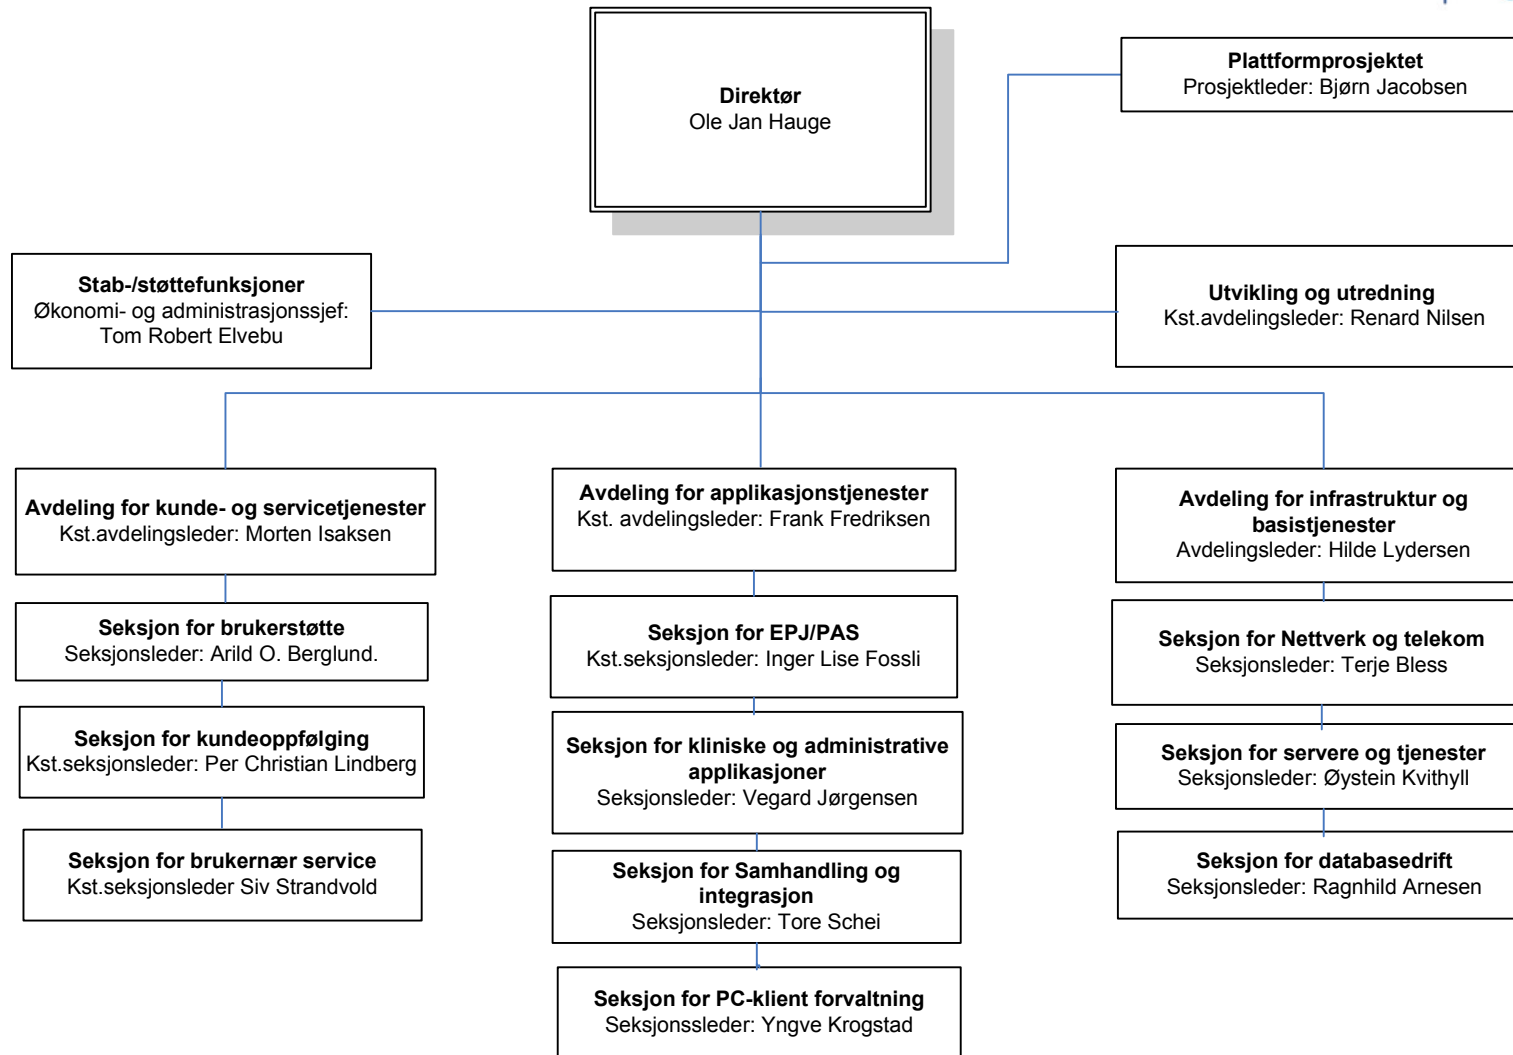 Direktør
Ole Jan Hauge
Plattformprosjektet
Prosjektleder: Bjørn Jacobsen
Stab-/støttefunksjoner
Økonomi- og administrasjonssjef:
Tom Robert Elvebu
Utvikling og utredning
Kst.avdelingsleder: Renard Nilsen
Avdeling for kunde- og servicetjenester
Kst.avdelingsleder: Morten Isaksen
Seksjon for brukerstøtte
Seksjonsleder: Arild O. Berglund.
Seksjon for kundeoppfølging
Kst.seksjonsleder: Per Christian Lindberg
Seksjon for brukernær service
Kst.seksjonsleder Siv Strandvold
Avdeling for applikasjonstjenester
Kst. avdelingsleder: Frank Fredriksen
Seksjon for EPJ/PAS
Kst.seksjonsleder: Inger Lise Fossli
Seksjon for kliniske og administrative
applikasjoner
Seksjonsleder: Vegard Jørgensen
Seksjon for Samhandling og
integrasjon
Seksjonsleder: Tore Schei
Seksjon for PC-klient forvaltning
Seksjonssleder: Yngve Krogstad
Avdeling for infrastruktur og
basistjenester
Avdelingsleder: Hilde Lydersen
Seksjon for Nettverk og telekom
Seksjonsleder: Terje Bless
Seksjon for servere og tjenester
Seksjonsleder: Øystein Kvithyll
Seksjon for databasedrift
Seksjonsleder: Ragnhild Arnesen